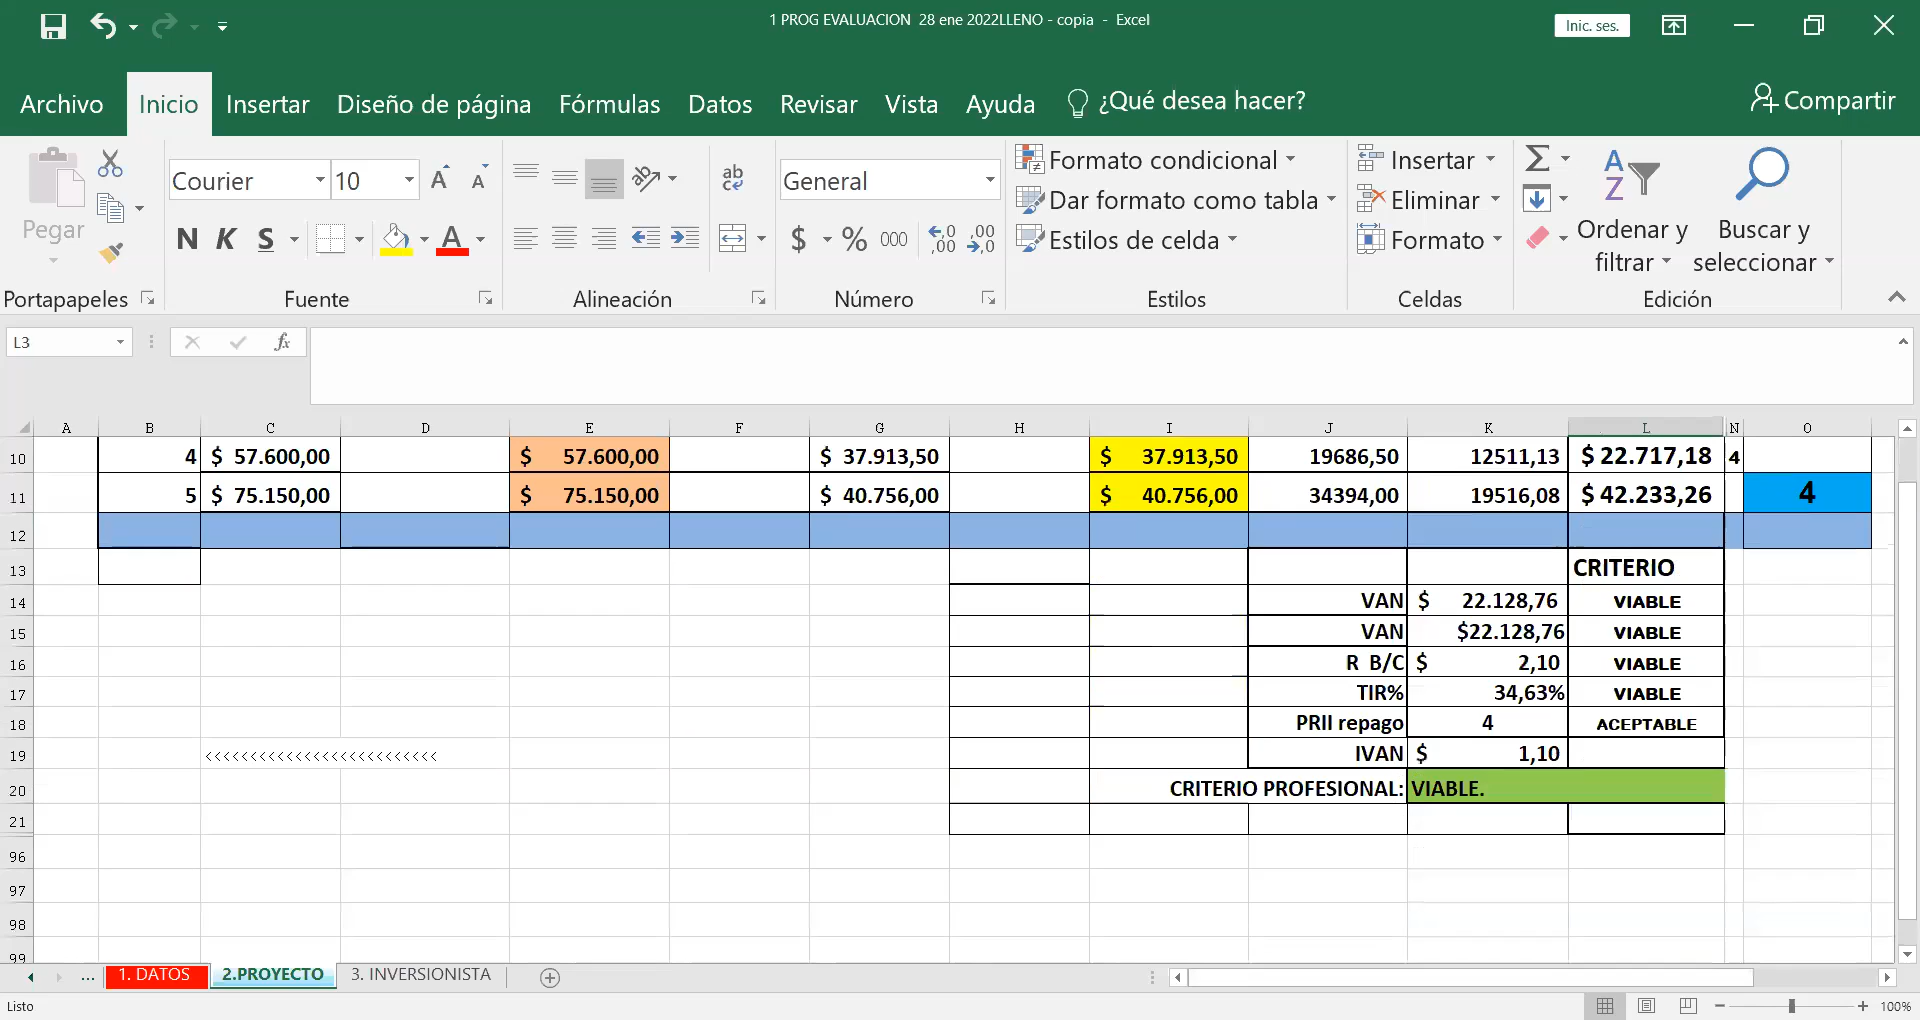 1 PROG EVALUACION 28 ene 2022LLENO - copia - Excel
Inic. ses.
Archivo Inicio Insertar Diseño de página Fórmulas Datos Revisar Vista Ayuda ¿Qué desea hacer? Compartir
Pegar
Portapapeles
Courier 10
N K S
Fuente
Alineación
General
$ % 000
Número
Formato condicional
Dar formato como tabla
Estilos de celda
Estilos
Insertar
Eliminar
Formato
Celdas
Ordenar y filtrar
Buscar y seleccionar
Edición
L3
fx
A B C D E F G H I J K L N O
10 4 $ 57.600,00 $ 57.600,00 $ 37.913,50 $ 37.913,50 19686,50 12511,13 $ 22.717,18 4
11 5 $ 75.150,00 $ 75.150,00 $ 40.756,00 $ 40.756,00 34394,00 19516,08 $ 42.233,26 4
12
13 CRITERIO
14 VAN $ 22.128,76 VIABLE
15 VAN $22.128,76 VIABLE
16 R B/C $ 2,10 VIABLE
17 TIR% 34,63% VIABLE
18 PRII repago 4 ACEPTABLE
19 <<<<<<<<<<<<<<<<<<<<<<<<<< IVAN $ 1,10
20 CRITERIO PROFESIONAL: VIABLE.
21
96
97
98
99
... 1. DATOS 2.PROYECTO 3. INVERSIONISTA
Listo
100%